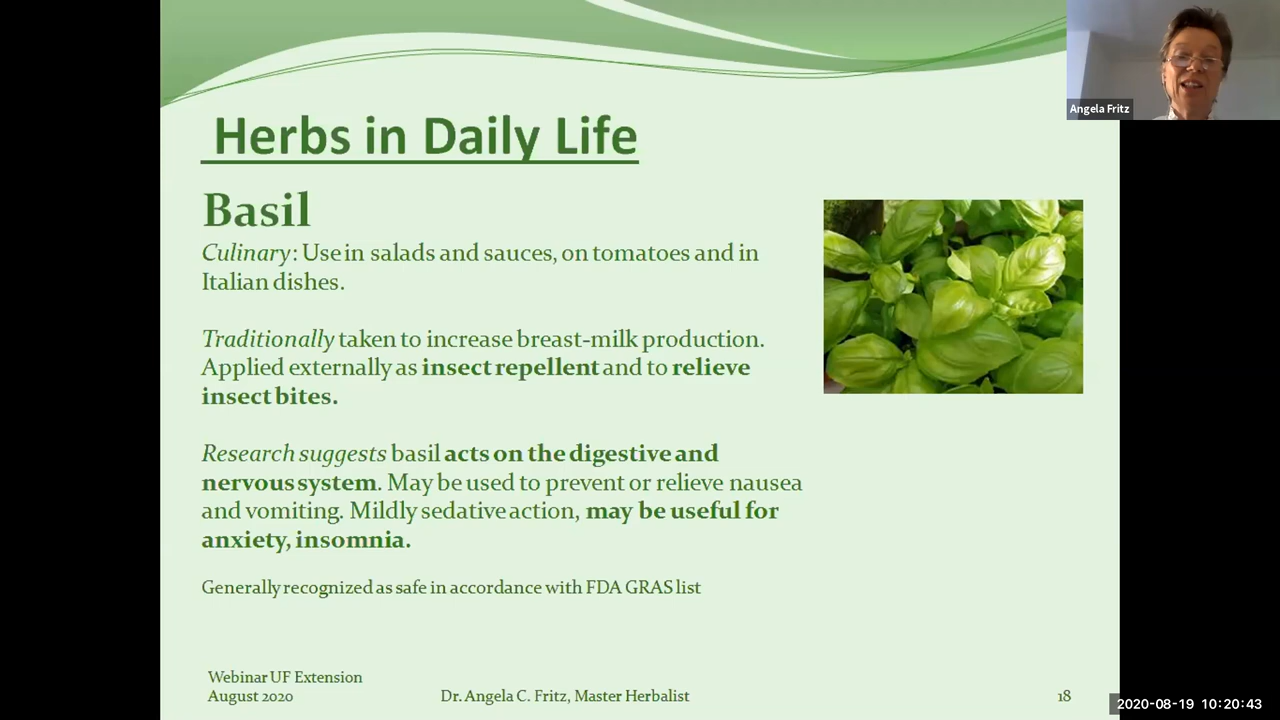 Herbs in Daily Life
Angela Fritz
Basil
Culinary: Use in salads and sauces, on tomatoes and in
Italian dishes.
Traditionally taken to increase breast-milk production.
Applied externally as insect repellent and to relieve
insect bites.
Research suggests basil acts on the digestive and
nervous system. May be used to prevent or relieve nausea
and vomiting. Mildly sedative action, may be useful for
anxiety, insomnia.
Generally recognized as safe in accordance with FDA GRAS list
Webinar UF Extension
August 2020
Dr. Angela C. Fritz, Master Herbalist
18
2020-08-19 10:20:43